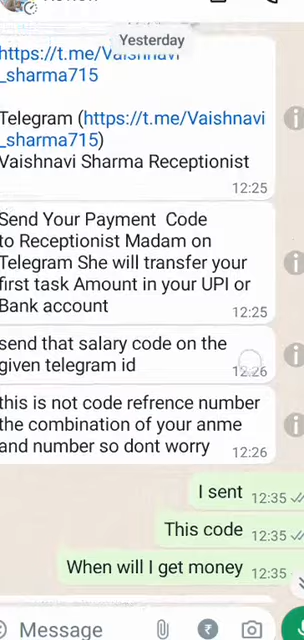 Yesterday
https://t.me/Vaishnavi
_sharma715
Telegram (https://t.me/Vaishnavi
_sharma715)
Vaishnavi Sharma Receptionist
12:25
Send Your Payment Code
to Receptionist Madam on
Telegram She will transfer your
first task Amount in your UPI or
Bank account
12:25
send that salary code on the
given telegram id
12:26
this is not code refrence number
the combination of your anme
and number so dont worry
12:26
I sent 12:35
This code 12:35
When will I get money 12:35
Message